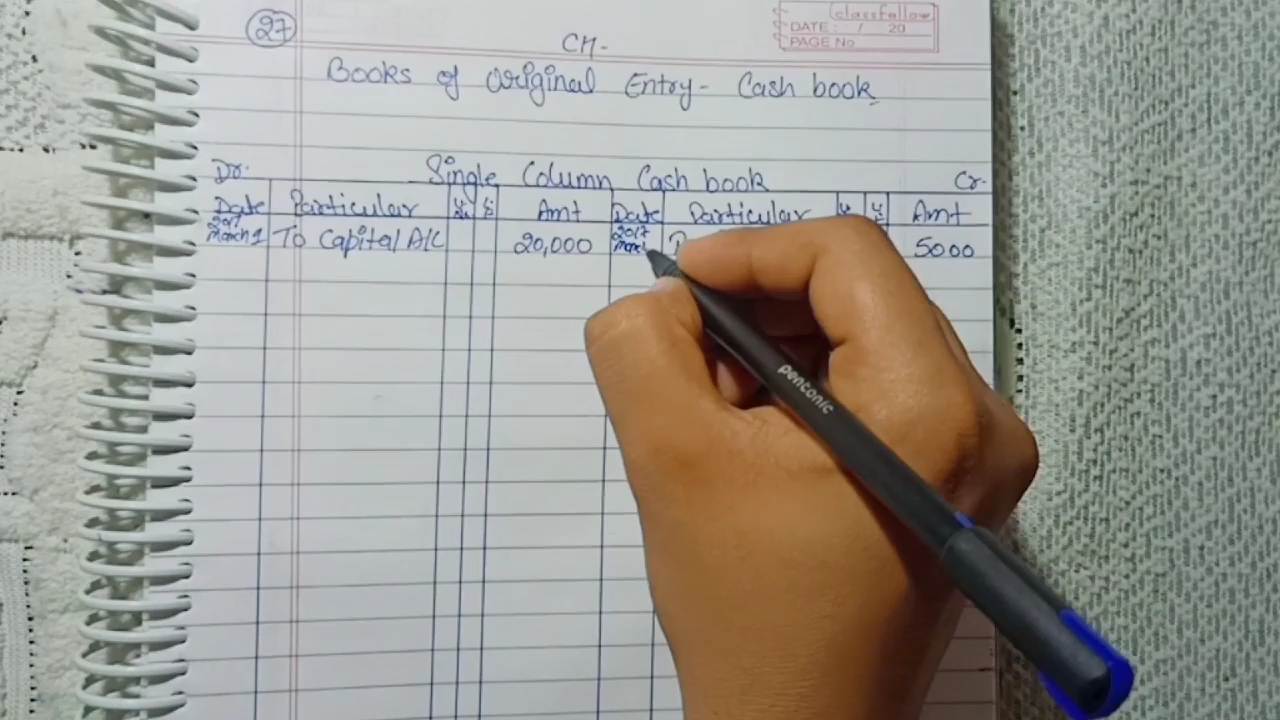 27
classfellow
DATE: / 20
PAGE No
CH-
Books of Original Entry- Cash book
Dr. Single Column Cash book Cr.
Date Particular Amt Date Particular Amt
2017 March 1 To Capital A/C 20,000 2017 5000
pentonic